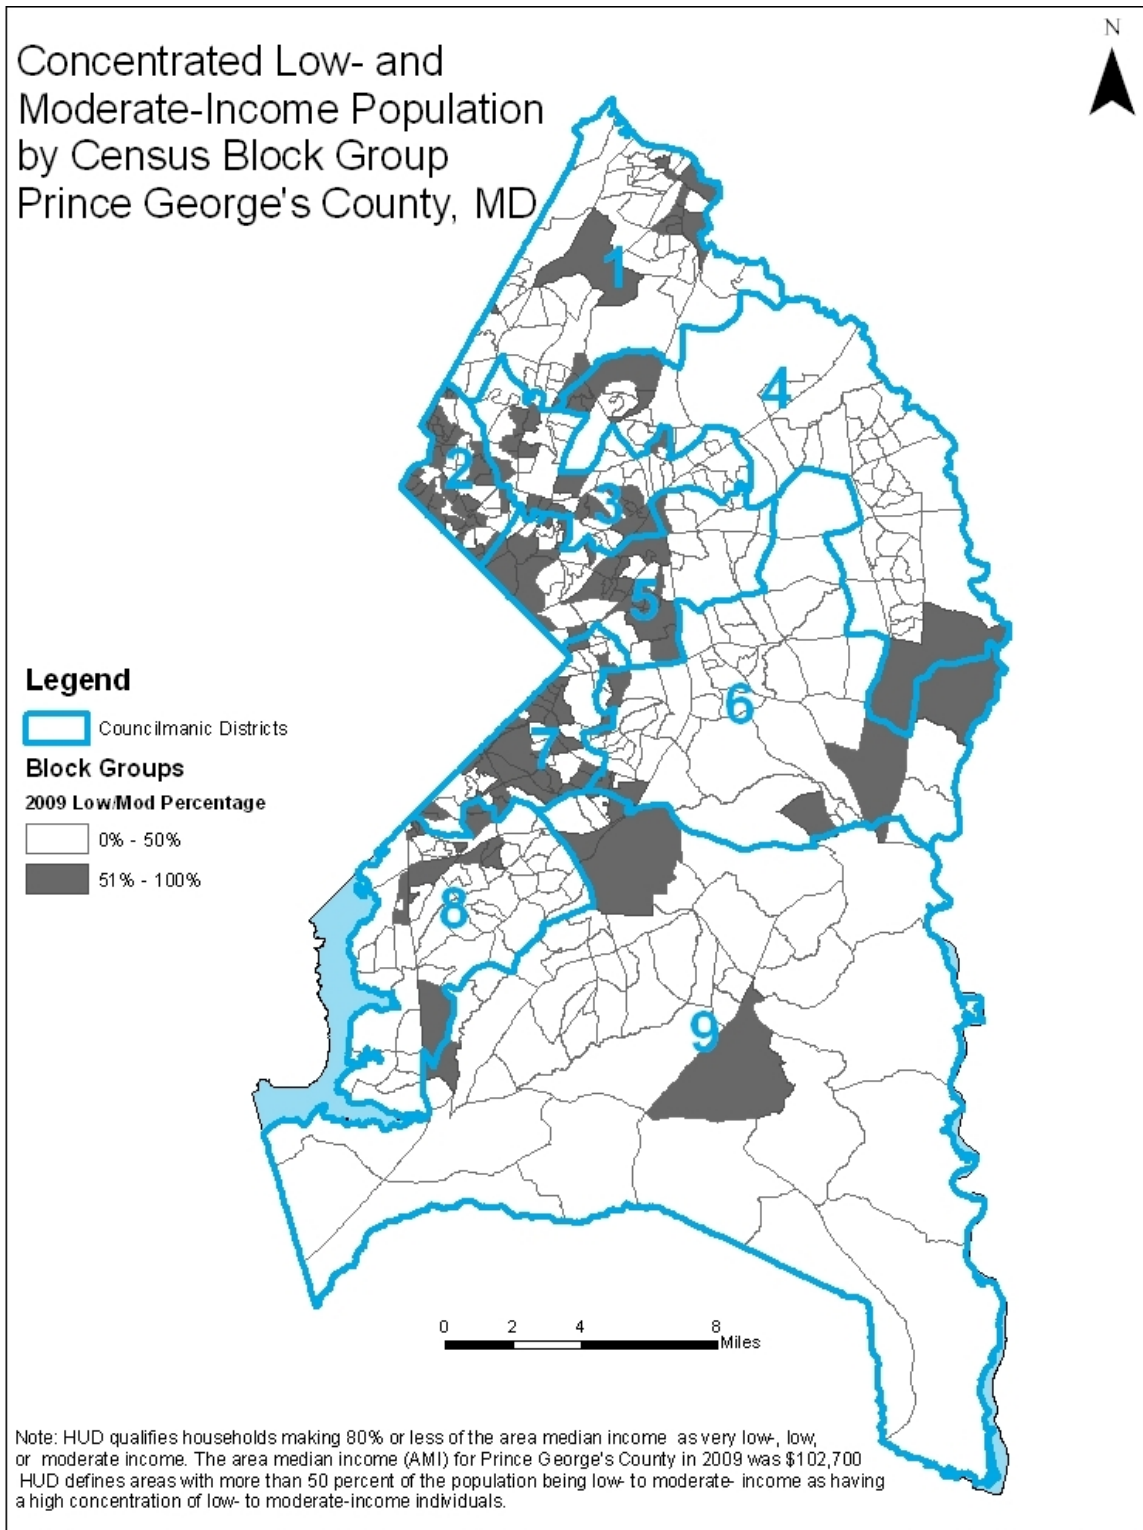 N
Concentrated Low- and
Moderate-Income Population
by Census Block Group
Prince George's County, MD
1
4
2
3
5
6
7
8
9
Legend
Councilmanic Districts
Block Groups
2009 Low/Mod Percentage
0% - 50%
51% - 100%
0 2 4 8
Miles
Note: HUD qualifies households making 80% or less of the area median income as very low-, low,
or moderate income. The area median income (AMI) for Prince George's County in 2009 was $102,700
HUD defines areas with more than 50 percent of the population being low- to moderate- income as having
a high concentration of low- to moderate-income individuals.